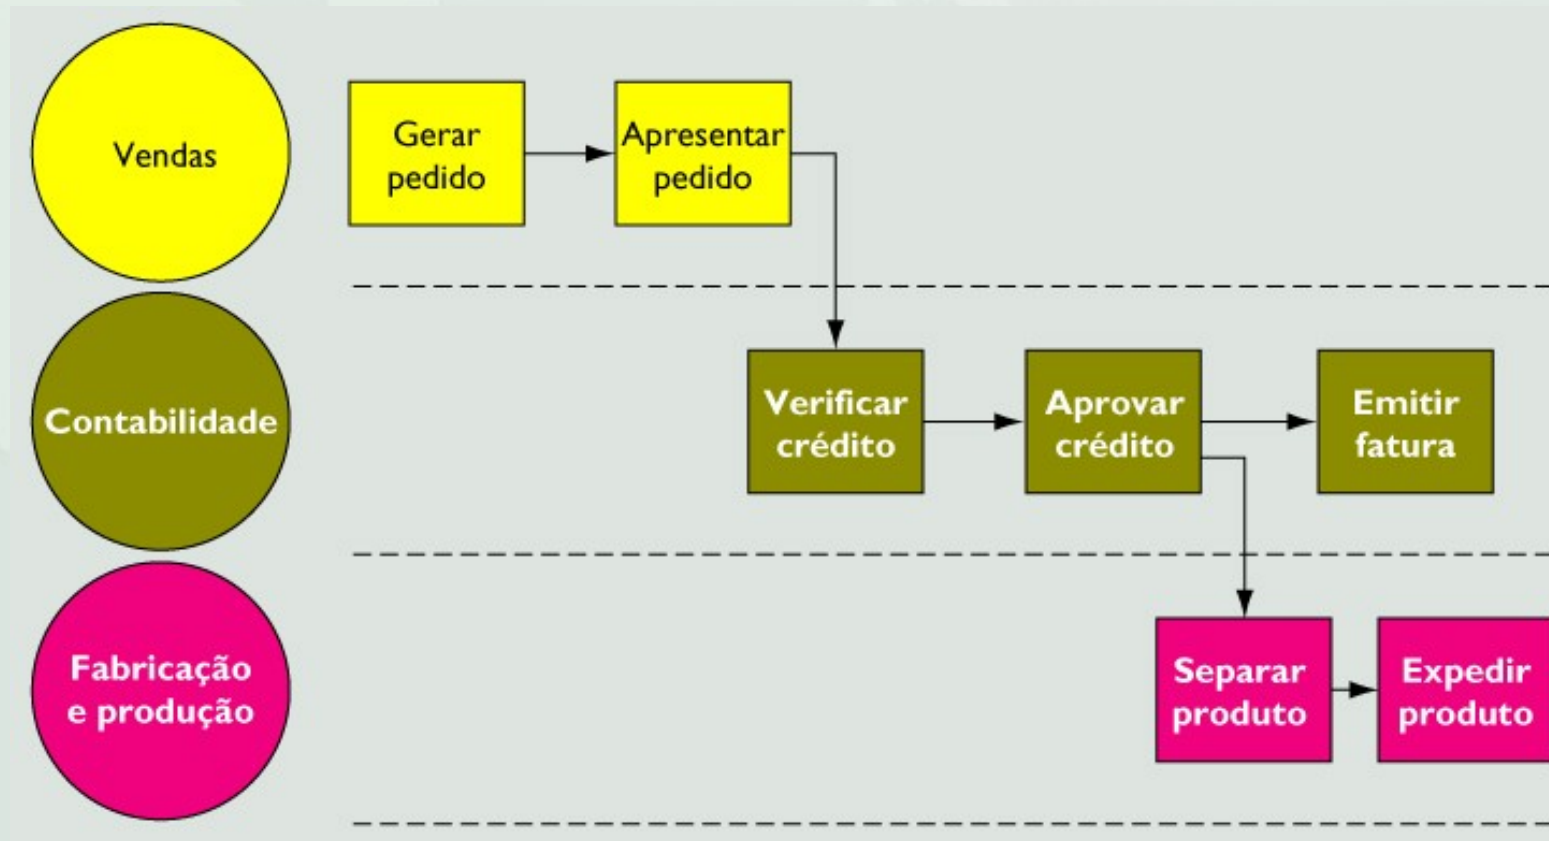 Vendas
Gerar
pedido
Apresentar
pedido
Contabilidade
Verificar
crédito
Aprovar
crédito
Emitir
fatura
Fabricação
e produção
Separar
produto
Expedir
produto